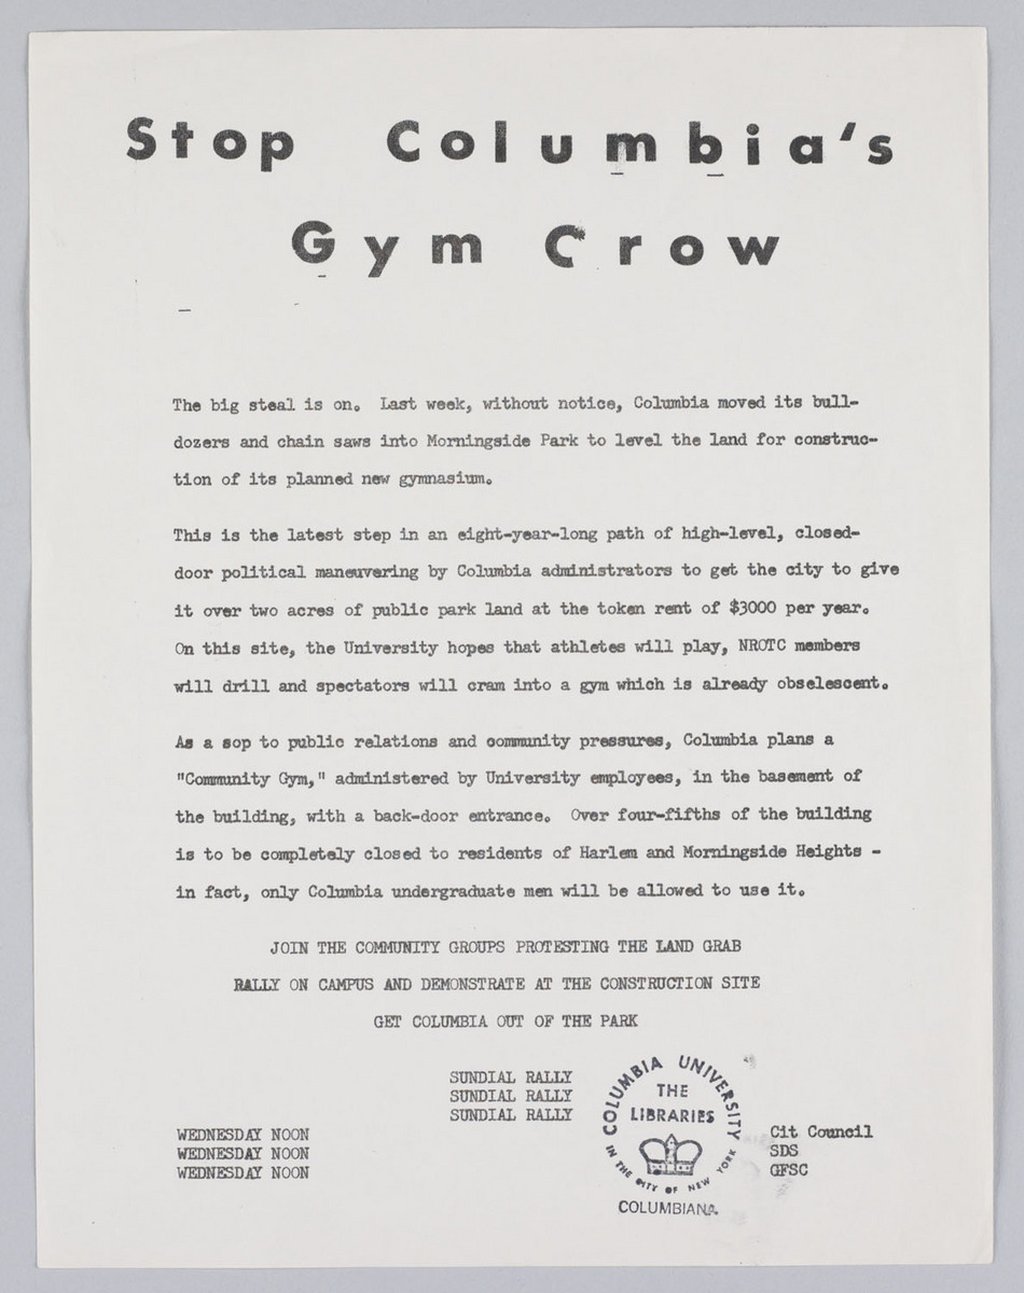 Stop Columbia's
Gym Crow
The big steal is on. Last week, without notice, Columbia moved its bull-
dozers and chain saws into Morningside Park to level the land for construc-
tion of its planned new gymnasium.
This is the latest step in an eight-year-long path of high-level, closed-
door political maneuvering by Columbia administrators to get the city to give
it over two acres of public park land at the token rent of $3000 per year.
On this site, the University hopes that athletes will play, NROTC members
will drill and spectators will cram into a gym which is already obselescent.
As a sop to public relations and community pressures, Columbia plans a
"Community Gym," administered by University employees, in the basement of
the building, with a back-door entrance. Over four-fifths of the building
is to be completely closed to residents of Harlem and Morningside Heights -
in fact, only Columbia undergraduate men will be allowed to use it.
JOIN THE COMMUNITY GROUPS PROTESTING THE LAND GRAB
RALLY ON CAMPUS AND DEMONSTRATE AT THE CONSTRUCTION SITE
GET COLUMBIA OUT OF THE PARK
SUNDIAL RALLY
SUNDIAL RALLY
SUNDIAL RALLY
WEDNESDAY NOON
WEDNESDAY NOON
WEDNESDAY NOON
COLUMBIA UNIVERSITY
THE
LIBRARIES
IN THE CITY OF NEW YORK
COLUMBIANA
Cit Council
SDS
GFSC